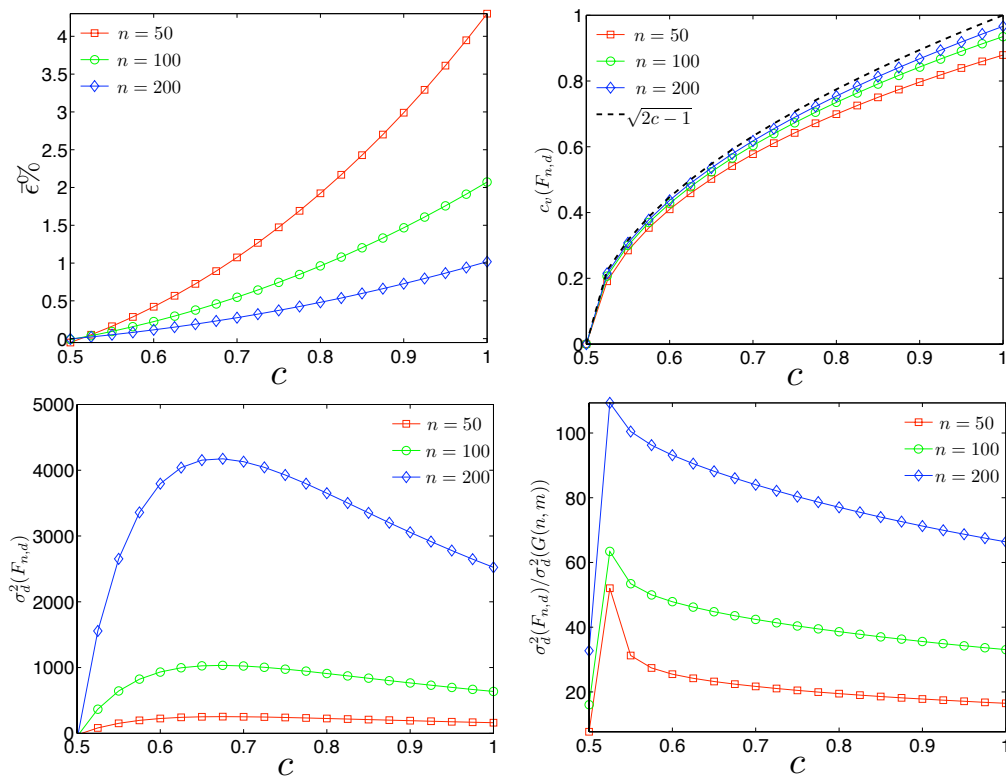 4
3
2
1.5
1
0.5
0
0.5
0.6
0.7
0.8
0.9
1
ε̄%
c
n = 50
n = 100
n = 200
1
0.8
0.6
0.4
0.2
0
0.5
0.6
0.7
0.8
0.9
1
c_v(F_{n,d})
c
n = 50
n = 100
n = 200
√2c − 1
5000
4000
3000
2000
1000
0
0.5
0.6
0.7
0.8
0.9
1
σ_d^2(F_{n,d})
c
n = 50
n = 100
n = 200
100
80
60
40
20
0.5
0.6
0.7
0.8
0.9
1
σ_d^2(F_{n,d})/σ_d^2(G(n, m))
c
n = 50
n = 100
n = 200